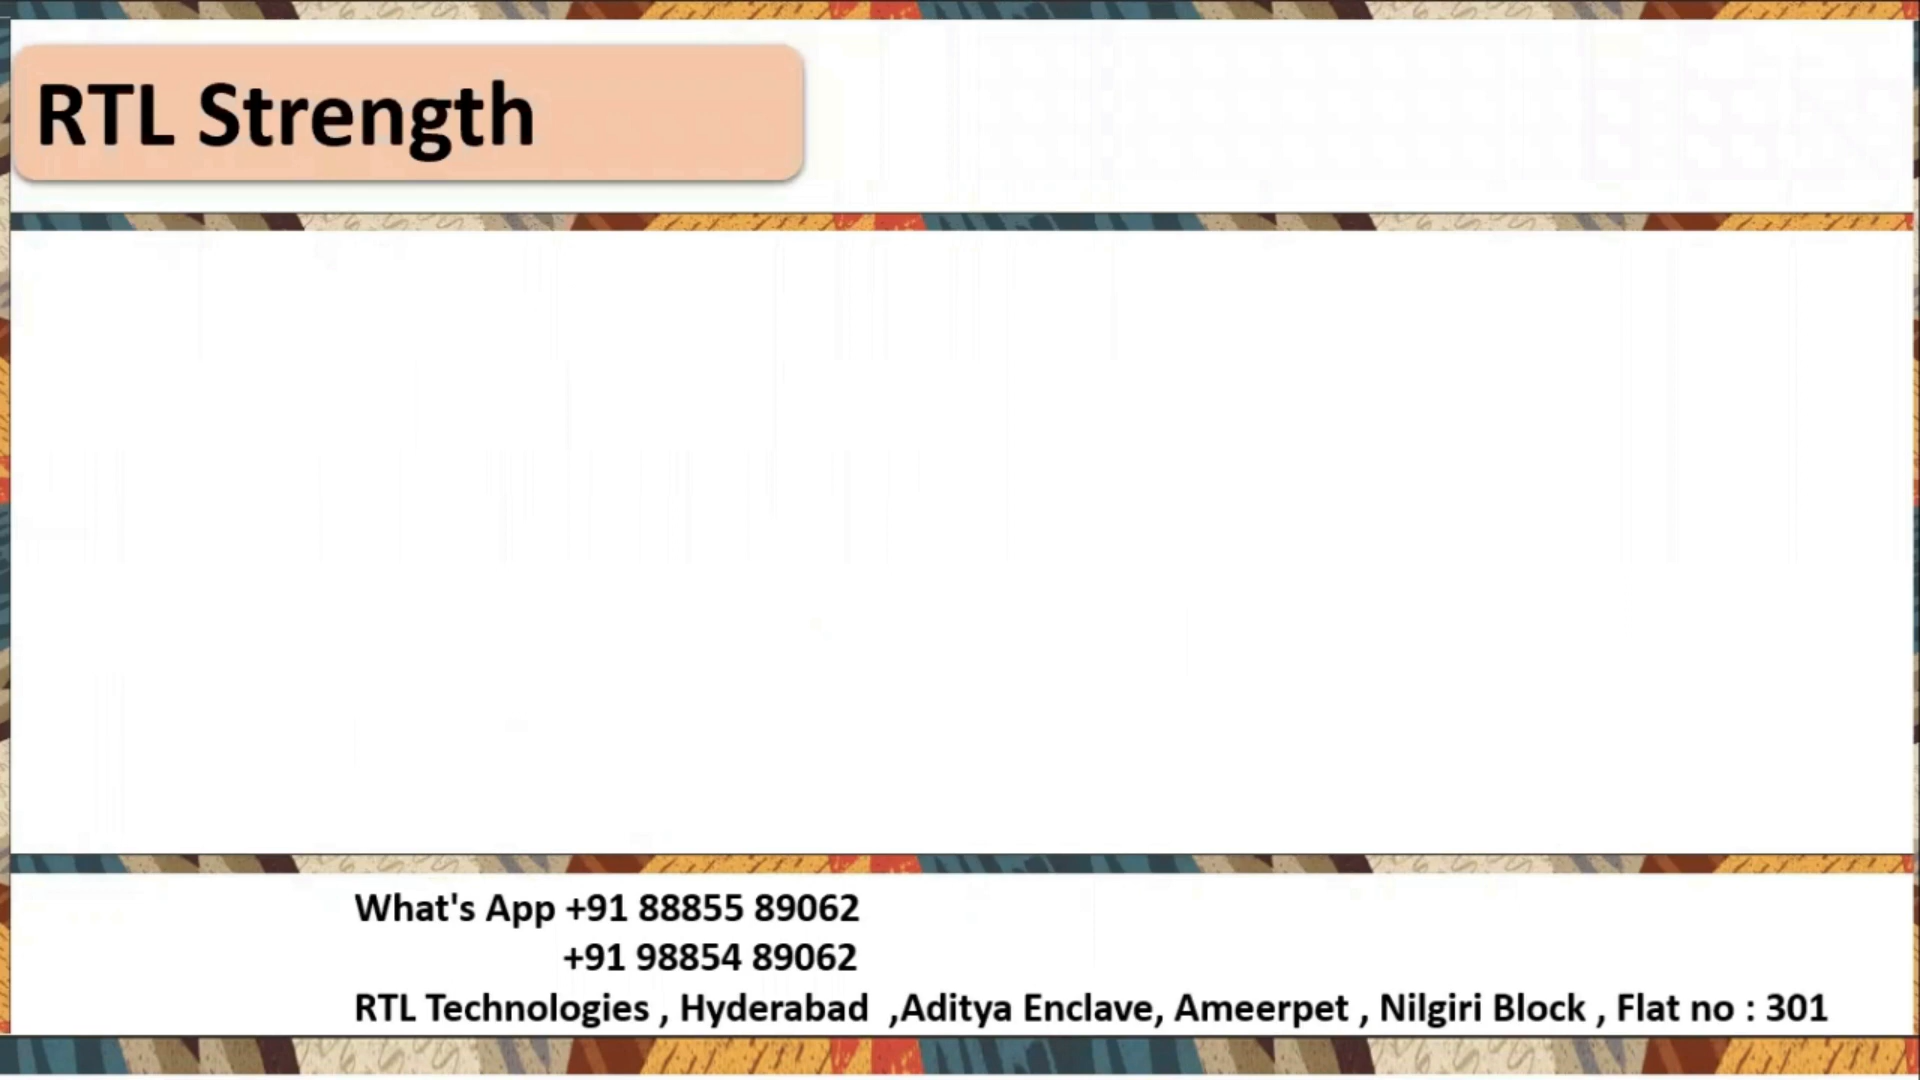 RTL Strength
What's App +91 88855 89062
+91 98854 89062
RTL Technologies , Hyderabad ,Aditya Enclave, Ameerpet , Nilgiri Block , Flat no : 301